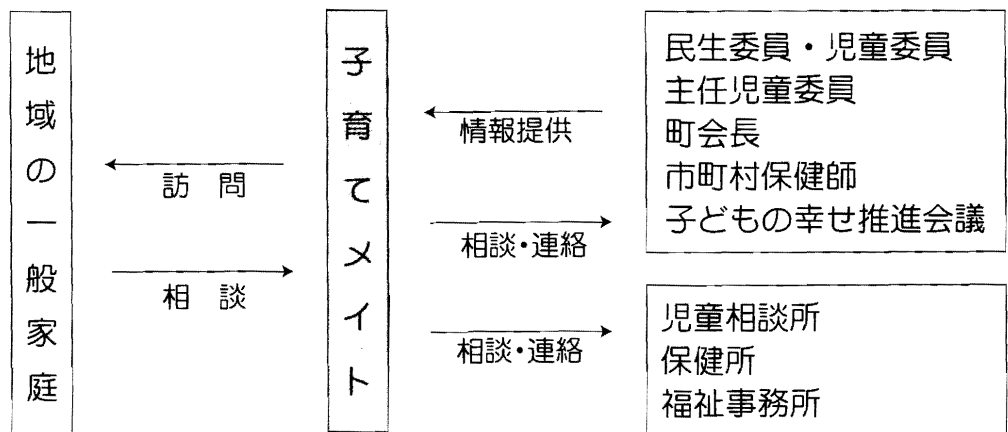 地域の一般家庭
訪問
相談
子育てメイト
情報提供
相談・連絡
相談・連絡
民生委員・児童委員
主任児童委員
町会長
市町村保健師
子どもの幸せ推進会議
児童相談所
保健所
福祉事務所